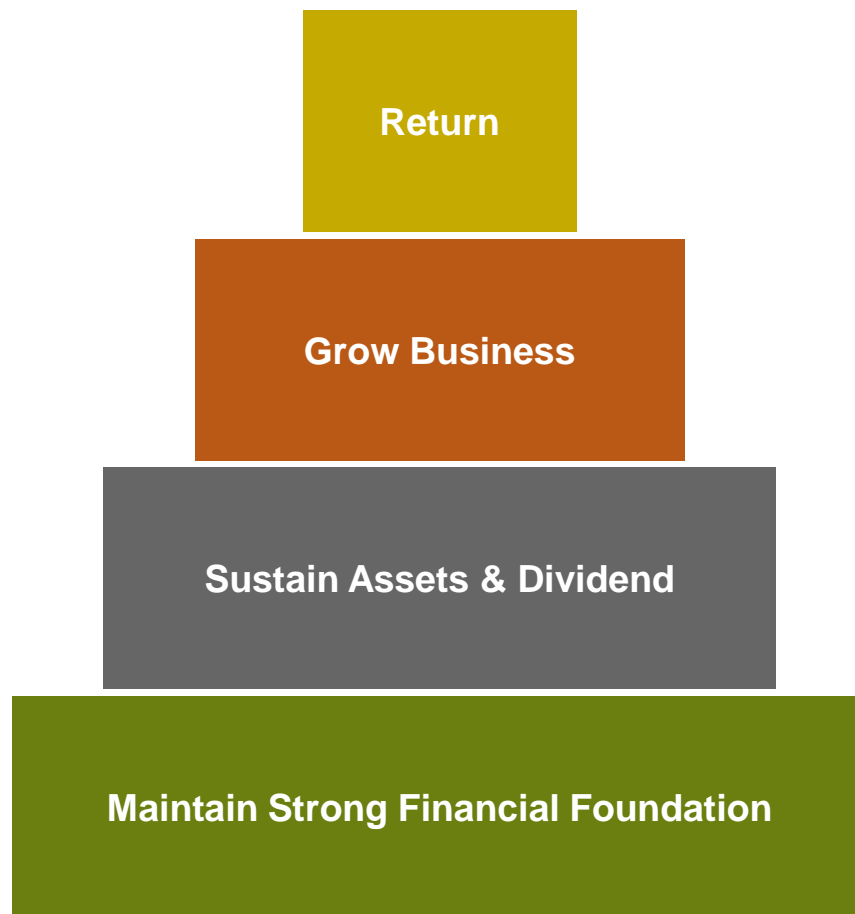 Return
Grow Business
Sustain Assets & Dividend
Maintain Strong Financial Foundation